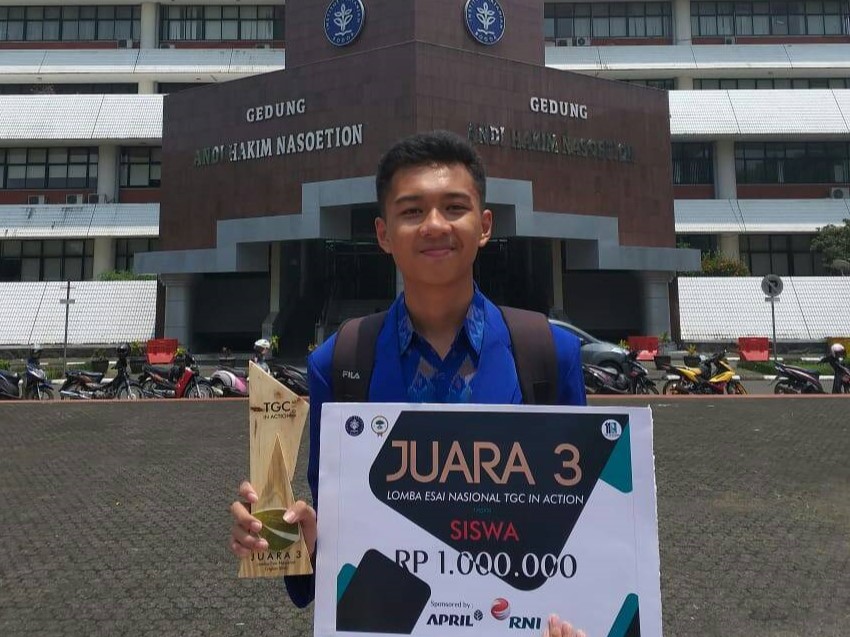 GEDUNG
ANDI HAKIM NASOETION
GEDUNG
ANDI HAKIM NASOETION
FILA
TGC
IN ACTION
JUARA 3
JUARA 3
LOMBA ESAI NASIONAL TGC IN ACTION
SISWA
RP 1.000.000
Sponsored by :
APRIL
RNI